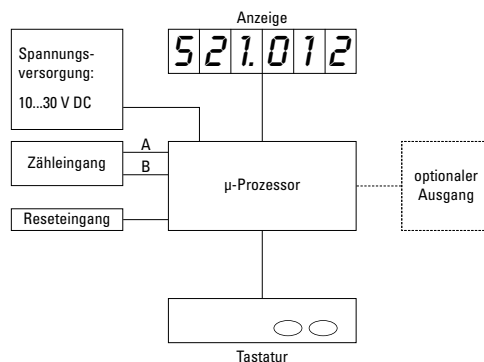 Anzeige
521.012
Spannungs-
versorgung:
10...30 V DC
A
Zähleingang
B
µ-Prozessor
optionaler
Ausgang
Reseteingang
Tastatur